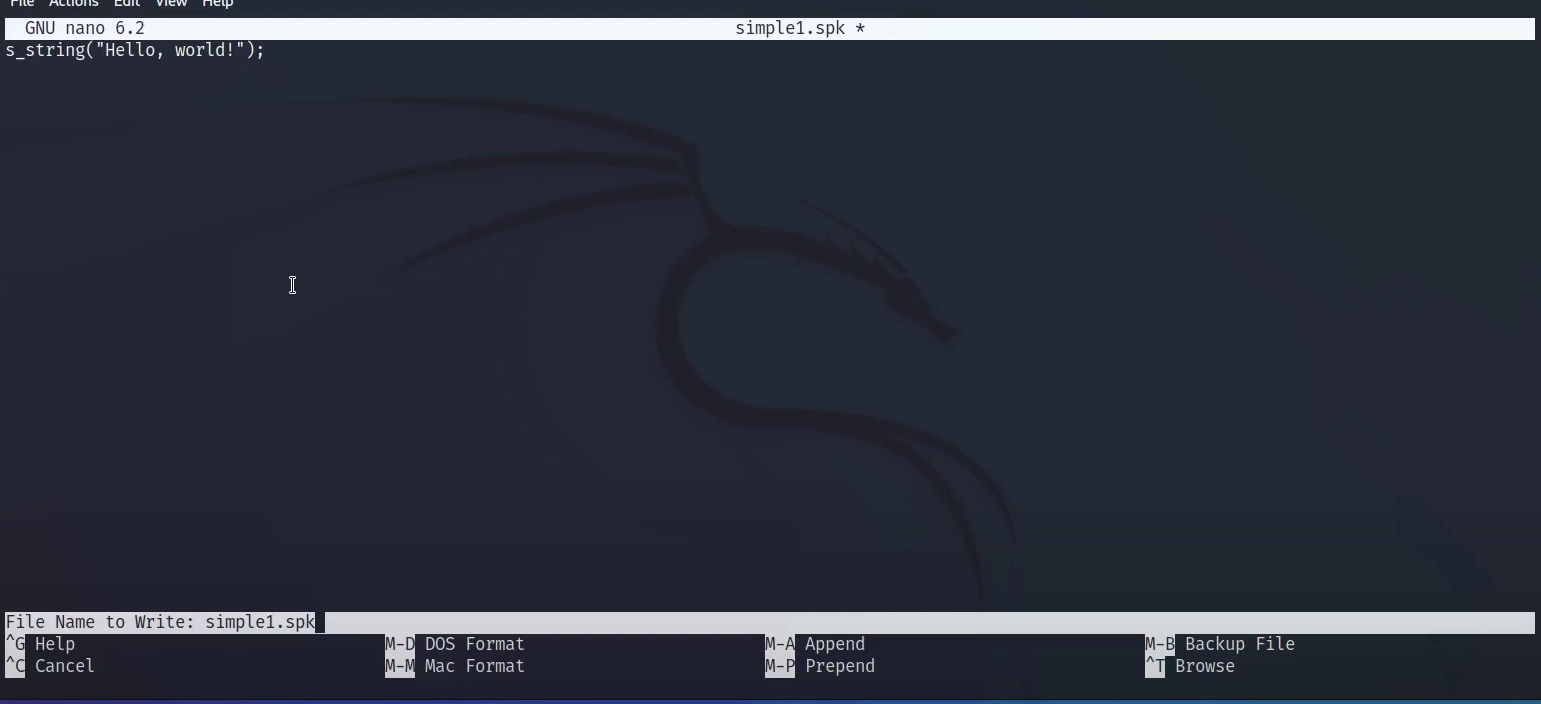 File Actions Edit View Help
GNU nano 6.2 simple1.spk *
s_string("Hello, world!");
File Name to Write: simple1.spk
^G Help M-D DOS Format M-A Append M-B Backup File
^C Cancel M-M Mac Format M-P Prepend ^T Browse